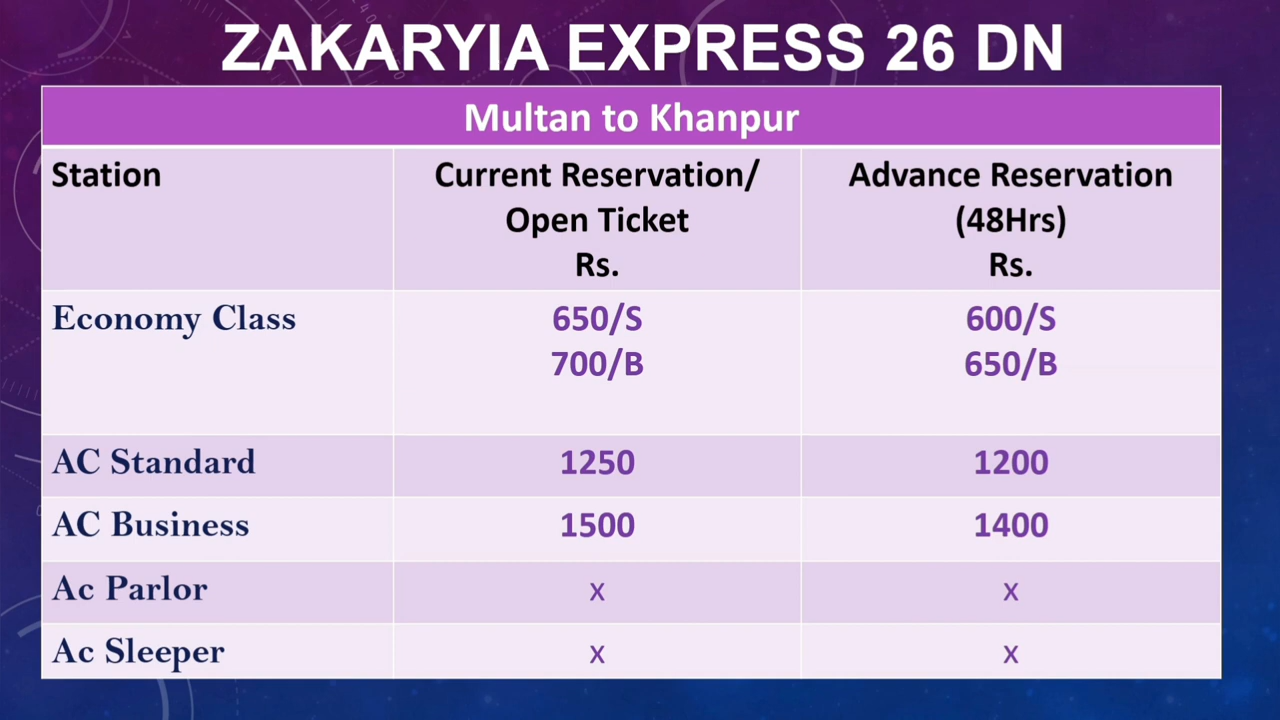 ZAKARYIA EXPRESS 26 DN
Multan to Khanpur
Station
Current Reservation/
Open Ticket
Rs.
Advance Reservation
(48Hrs)
Rs.
Economy Class
650/S
700/B
600/S
650/B
AC Standard
1250
1200
AC Business
1500
1400
Ac Parlor
x
x
Ac Sleeper
x
x